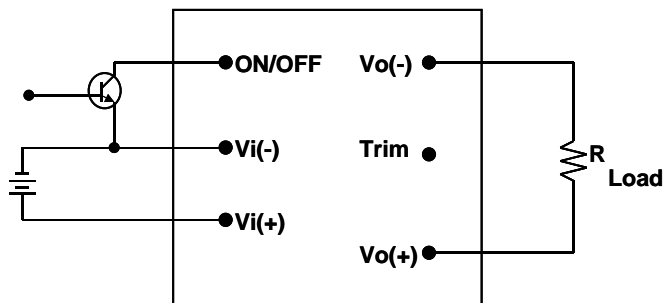 ON/OFF
Vo(-)
Vi(-)
Trim
R
Load
Vi(+)
Vo(+)